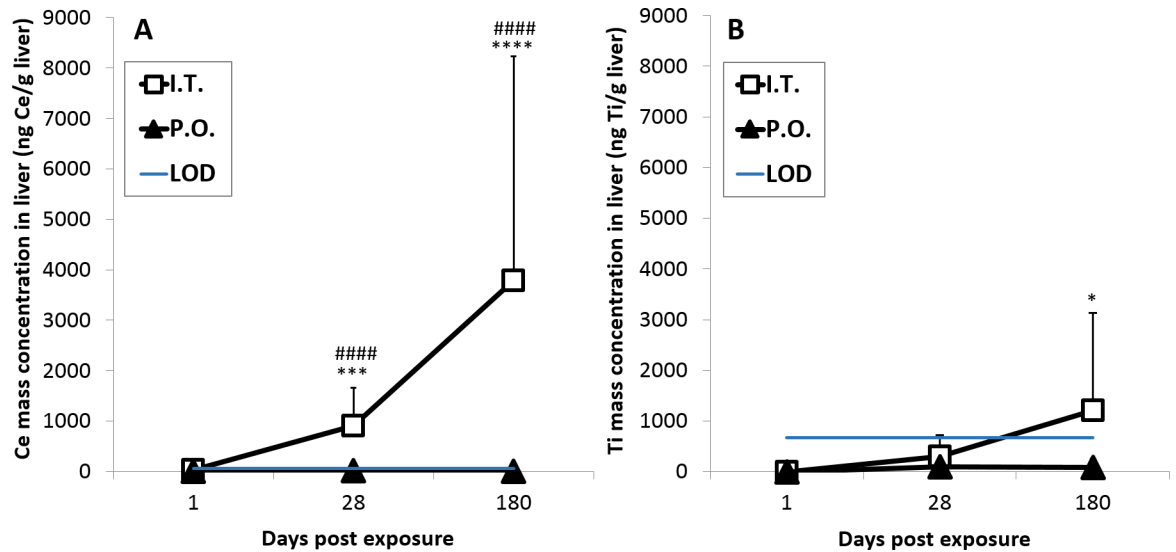 A
Ce mass concentration in liver (ng Ce/g liver)
9000
8000
7000
6000
5000
4000
3000
2000
1000
0
I.T.
P.O.
LOD
####
***
####
****
1
28
180
Days post exposure
B
Ti mass concentration in liver (ng Ti/g liver)
9000
8000
7000
6000
5000
4000
3000
2000
1000
0
I.T.
P.O.
LOD
*
1
28
180
Days post exposure